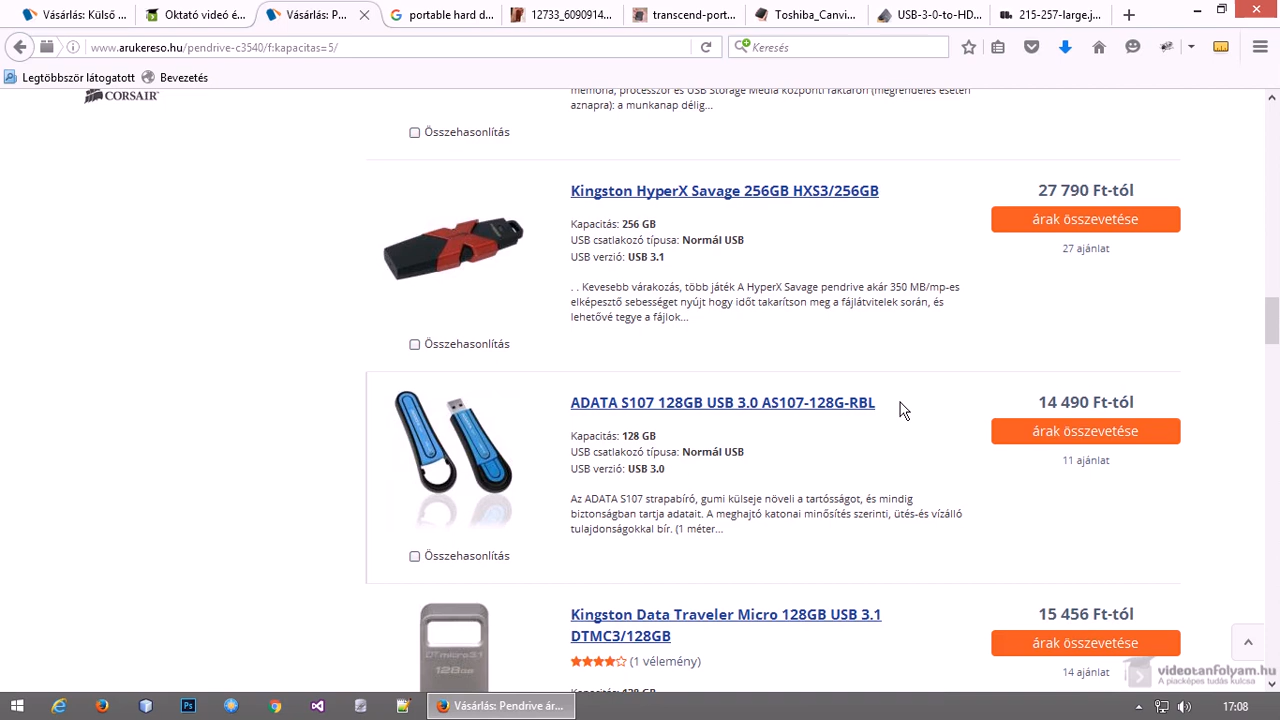 Vásárlás: Külső ...
Oktató videó é...
Vásárlás: P...
portable hard d...
12733_6090914...
transcend-port...
Toshiba_Canvi...
USB-3-0-to-HD...
215-257-large.j...
www.arukereso.hu/pendrive-c3540/f:kapacitas=5/
Keresés
Legtöbbször látogatott
Bevezetés
CORSAIR
memória, processzor és USB Storage Media központi raktáron (megrendelés esetén
aznapra): a munkanap délig...
Összehasonlítás
Kingston HyperX Savage 256GB HXS3/256GB
27 790 Ft-tól
árak összevetése
27 ajánlat
Kapacitás: 256 GB
USB csatlakozó típusa: Normál USB
USB verzió: USB 3.1
. . Kevesebb várakozás, több játék A HyperX Savage pendrive akár 350 MB/mp-es
elképesztő sebességet nyújt hogy időt takarítson meg a fájlátvitelek során, és
lehetővé tegye a fájlok...
Összehasonlítás
ADATA S107 128GB USB 3.0 AS107-128G-RBL
14 490 Ft-tól
árak összevetése
11 ajánlat
Kapacitás: 128 GB
USB csatlakozó típusa: Normál USB
USB verzió: USB 3.0
Az ADATA S107 strapabíró, gumi külseje növeli a tartósságot, és mindig
biztonságban tartja adatait. A meghajtó katonai minősítés szerinti, ütés-és vízálló
tulajdonságokkal bír. (1 méter...
Összehasonlítás
Kingston Data Traveler Micro 128GB USB 3.1
DTMC3/128GB
15 456 Ft-tól
árak összevetése
14 ajánlat
(1 vélemény)
DT micro 3.1
128GB
Kapacitás: 128 GB
videotanfolyam.hu
A piacképes tudás kulcsa
Vásárlás: Pendrive ár...
17:08